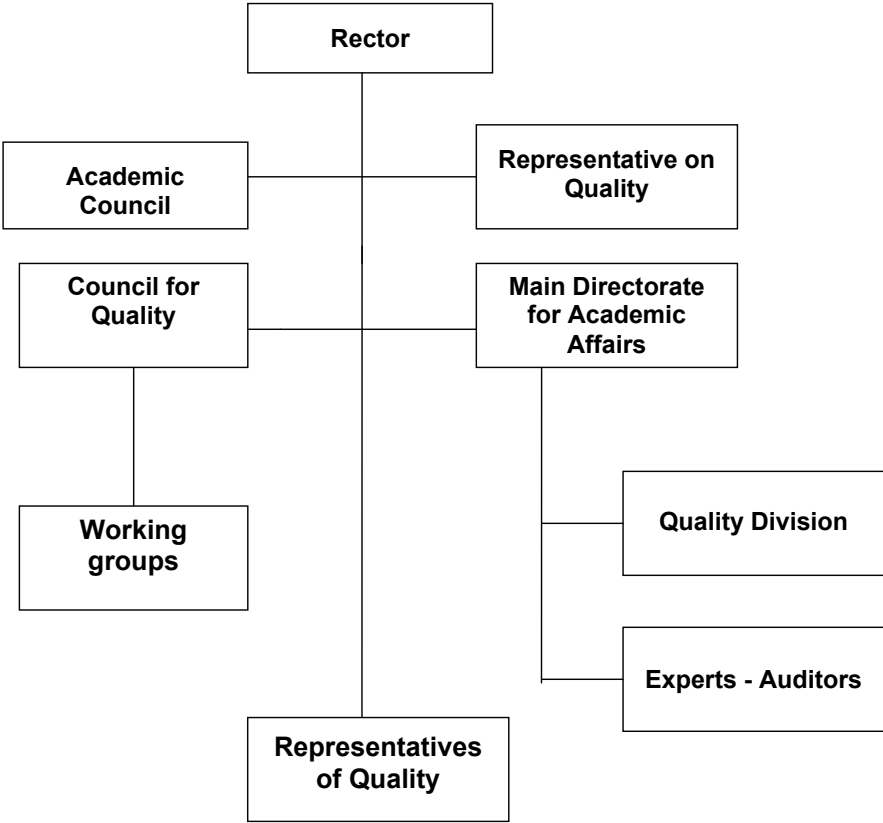 Rector
Academic
Council
Representative on
Quality
Council for
Quality
Main Directorate
for Academic
Affairs
Working
groups
Quality Division
Experts - Auditors
Representatives
of Quality